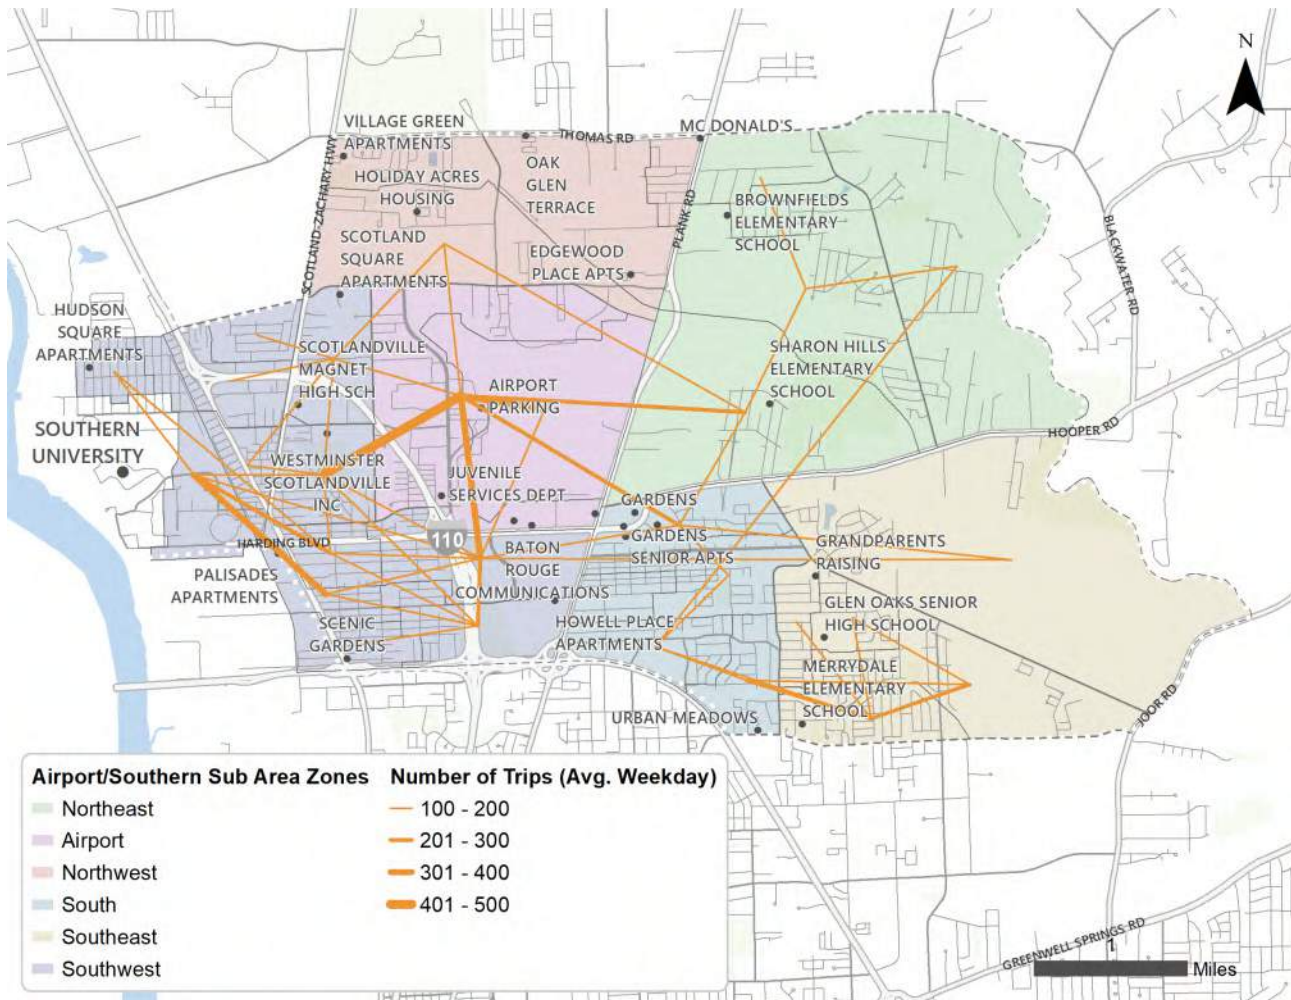 N
VILLAGE GREEN
APARTMENTS
THOMAS RD
MC DONALD'S
SCOTLAND-ZACHARY HWY
HOLIDAY ACRES
HOUSING
OAK
GLEN
TERRACE
PLANK RD
BROWNFIELDS
ELEMENTARY
SCHOOL
BLACKWATER RD
SCOTLAND
SQUARE
APARTMENTS
EDGEWOOD
PLACE APTS
HUDSON
SQUARE
APARTMENTS
SCOTLANDVILLE
MAGNET
HIGH SCH
SHARON HILLS
ELEMENTARY
SCHOOL
AIRPORT
PARKING
SOUTHERN
UNIVERSITY
HOOPER RD
WESTMINSTER
SCOTLANDVILLE
INC
JUVENILE
SERVICES DEPT
GARDENS
110
HARDING BLVD
GARDENS
SENIOR APTS
GRANDPARENTS
RAISING
BATON
ROUGE
COMMUNICATIONS
PALISADES
APARTMENTS
GLEN OAKS SENIOR
HIGH SCHOOL
SCENIC
GARDENS
HOWELL PLACE
APARTMENTS
MERRYDALE
ELEMENTARY
SCHOOL
URBAN MEADOWS
JOOR RD
Airport/Southern Sub Area Zones
Northeast
Airport
Northwest
South
Southeast
Southwest
Number of Trips (Avg. Weekday)
100 - 200
201 - 300
301 - 400
401 - 500
GREENWELL SPRINGS RD
1
Miles